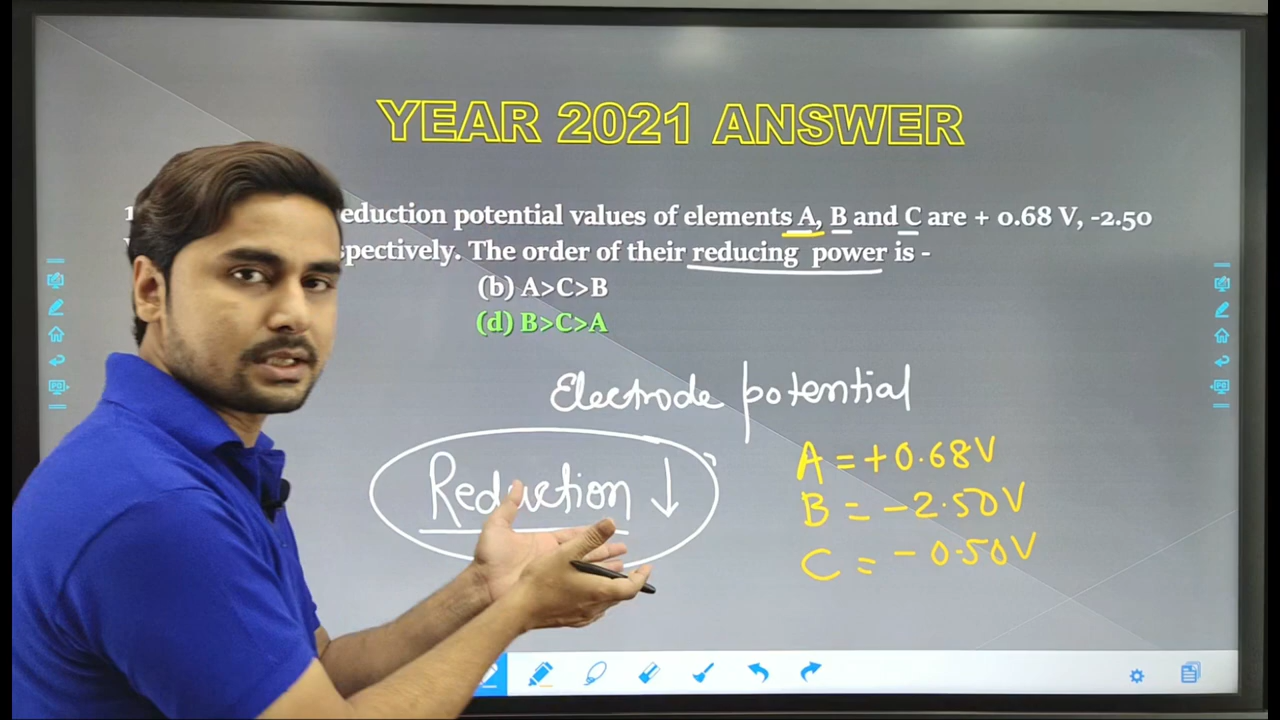 YEAR 2021 ANSWER
eduction potential values of elements A, B and C are + 0.68 V, -2.50
pectively. The order of their reducing power is -
(b) A>C>B
(d) B>C>A
Electrode potential
Reduction ↓
A = +0.68V
B = -2.50V
C = -0.50V